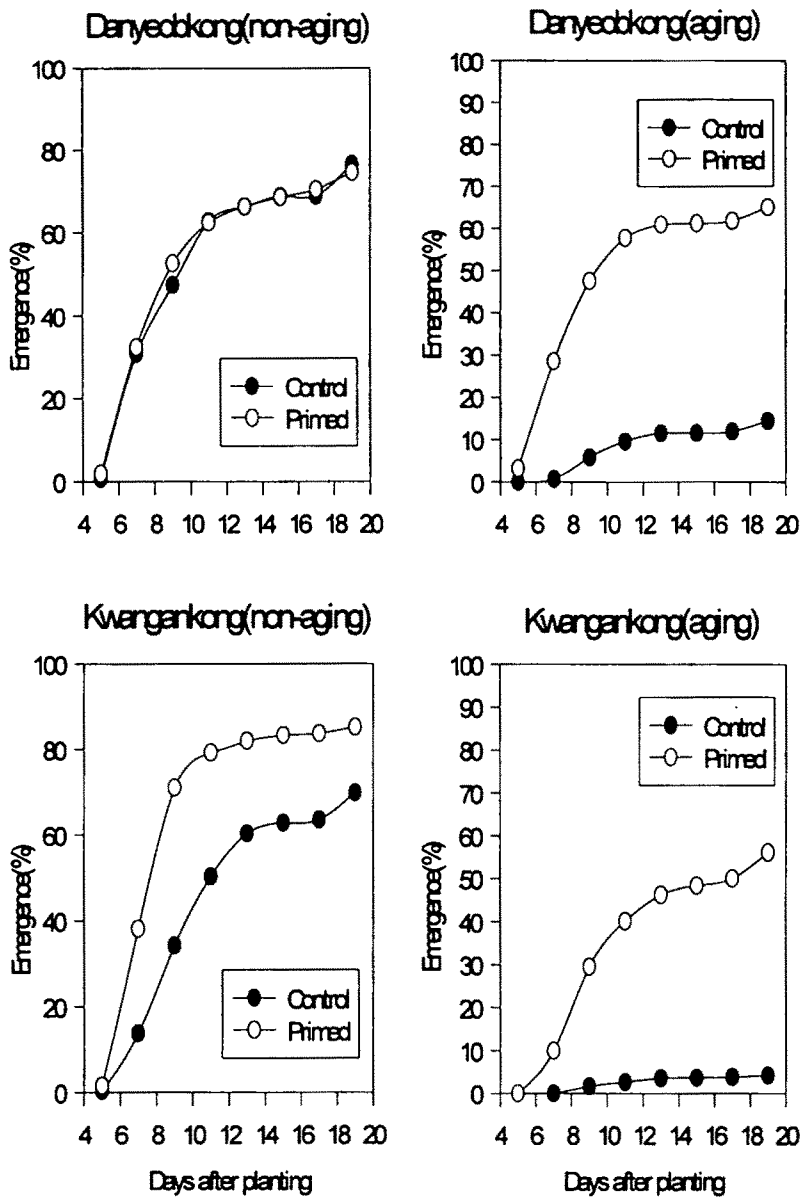 Danyeobkong(non-aging)
100
80
60
40
20
0
Emergence(%)
Control
Primed
4 6 8 10 12 14 16 18 20
Danyeobkong(aging)
100
90
80
70
60
50
40
30
20
10
0
Emergence(%)
Control
Primed
4 6 8 10 12 14 16 18 20
Kwangankong(non-aging)
100
80
60
40
20
0
Emergence(%)
Control
Primed
4 6 8 10 12 14 16 18 20
Days after planting
Kwangankong(aging)
100
90
80
70
60
50
40
30
20
10
0
Emergence(%)
Control
Primed
4 6 8 10 12 14 16 18 20
Days after planting